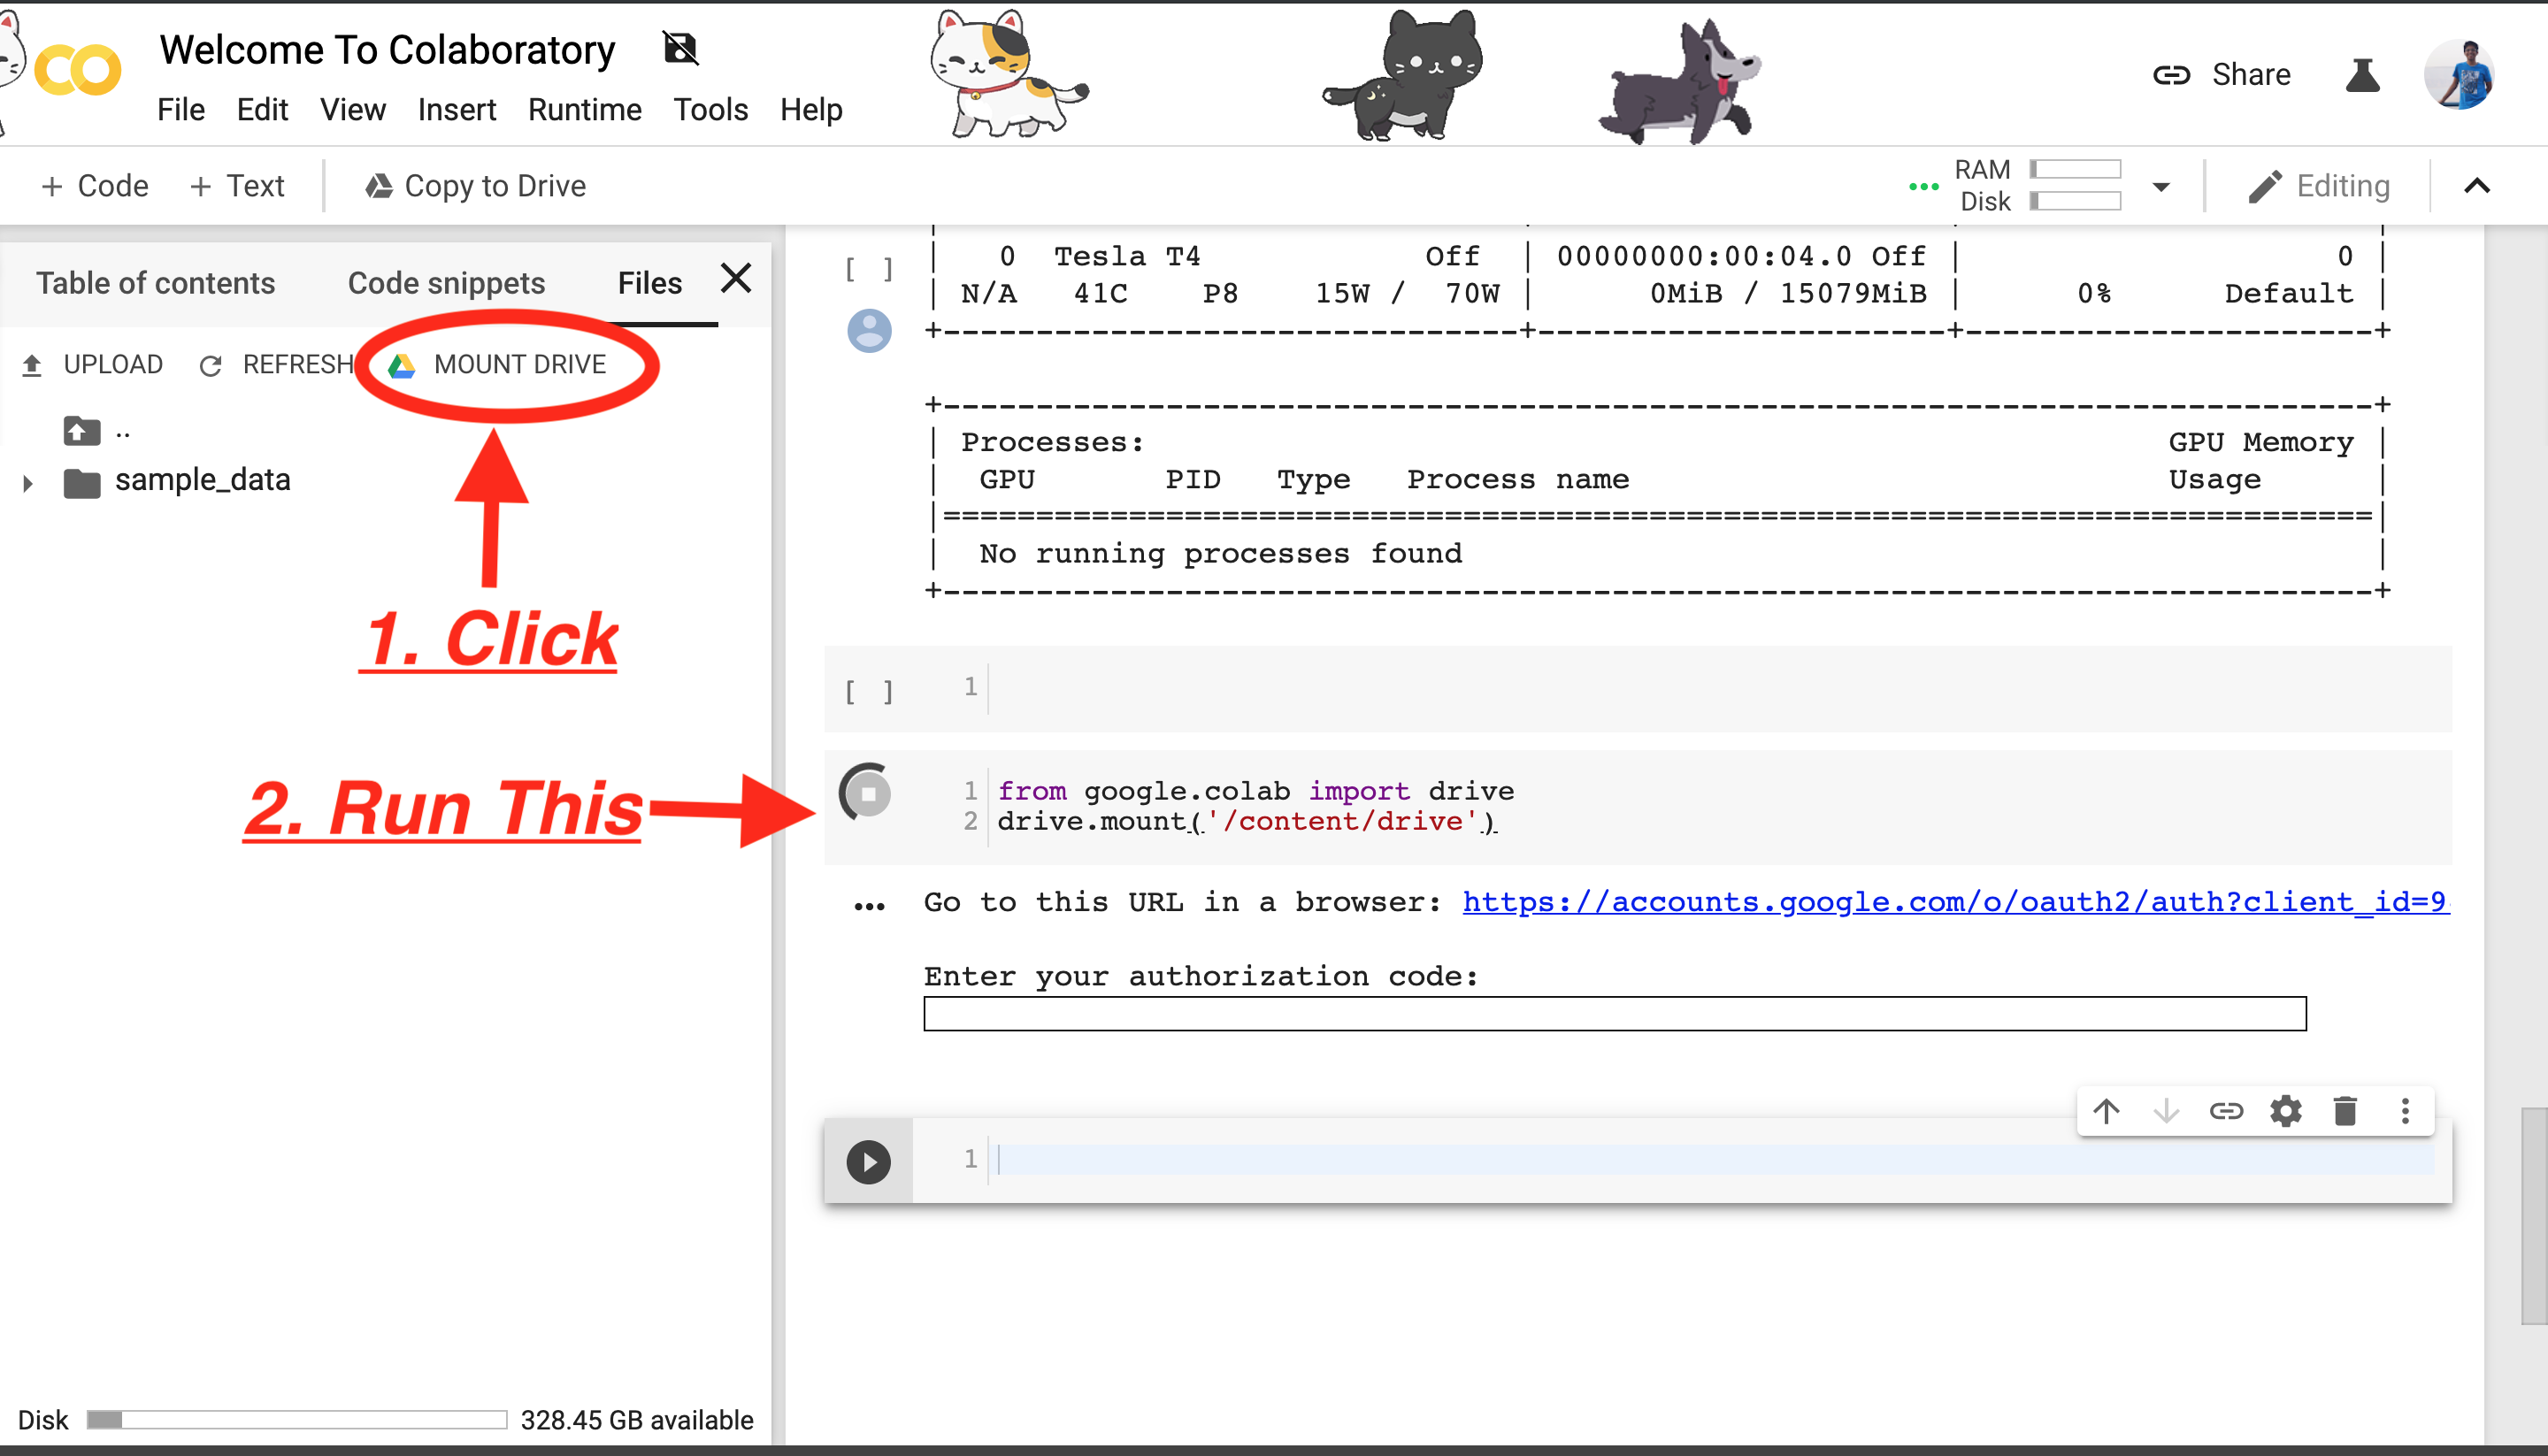 Welcome To Colaboratory
File Edit View Insert Runtime Tools Help
Share
+ Code + Text Copy to Drive
RAM
Disk
Editing
Table of contents Code snippets Files
UPLOAD REFRESH MOUNT DRIVE
..
sample_data
1. Click
2. Run This
Disk 328.45 GB available
[ ]
| 0 Tesla T4 Off | 00000000:00:04.0 Off | 0 |
| N/A 41C P8 15W / 70W | 0MiB / 15079MiB | 0% Default |
+-------------------------------+----------------------+----------------------+
+-----------------------------------------------------------------------------+
| Processes: GPU Memory |
| GPU PID Type Process name Usage |
|=============================================================================|
| No running processes found |
+-----------------------------------------------------------------------------+
[ ] 1
1 from google.colab import drive
2 drive.mount('/content/drive')
Go to this URL in a browser: https://accounts.google.com/o/oauth2/auth?client_id=9
Enter your authorization code:
1